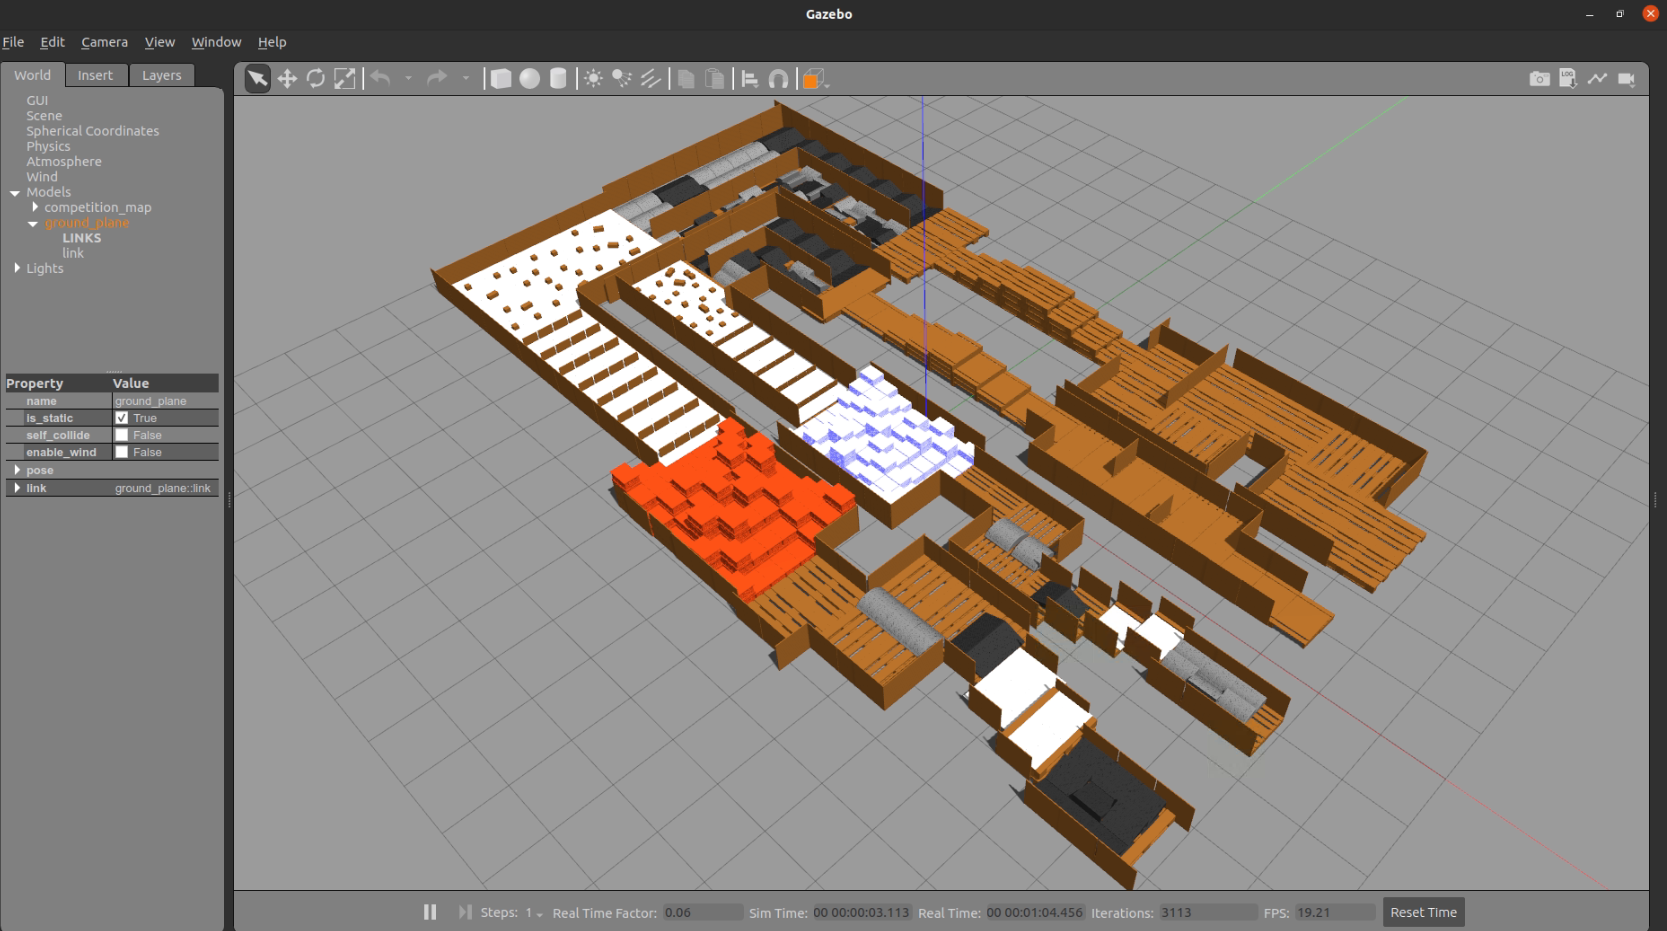 Gazebo
File Edit Camera View Window Help
World Insert Layers
GUI
Scene
Spherical Coordinates
Physics
Atmosphere
Wind
Models
competition_map
ground_plane
LINKS
link
Lights
Property Value
name ground_plane
is_static True
self_collide False
enable_wind False
pose
link ground_plane::link
LOG
Steps: 1 Real Time Factor: 0.06 Sim Time: 00 00:00:03.113 Real Time: 00 00:01:04.456 Iterations: 3113 FPS: 19.21 Reset Time